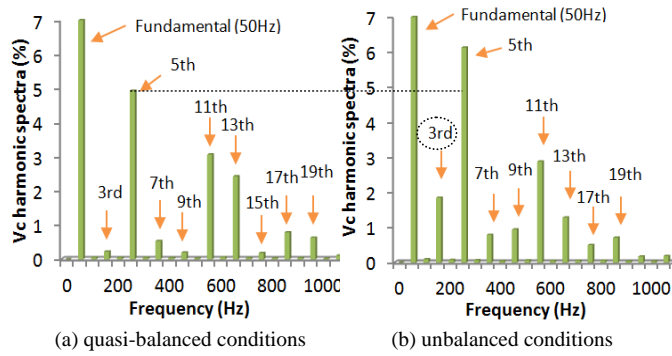 Vc harmonic spectra (%)
7
6
5
4
3
2
1
0
Fundamental (50Hz)
5th
11th
13th
3rd
7th
9th
15th
17th
19th
0 200 400 600 800 1000
Frequency (Hz)
(a) quasi-balanced conditions
Vc harmonic spectra (%)
7
6
5
4
3
2
1
0
Fundamental (50Hz)
5th
3rd
11th
7th
9th
13th
17th
19th
0 200 400 600 800 1000
Frequency (Hz)
(b) unbalanced conditions